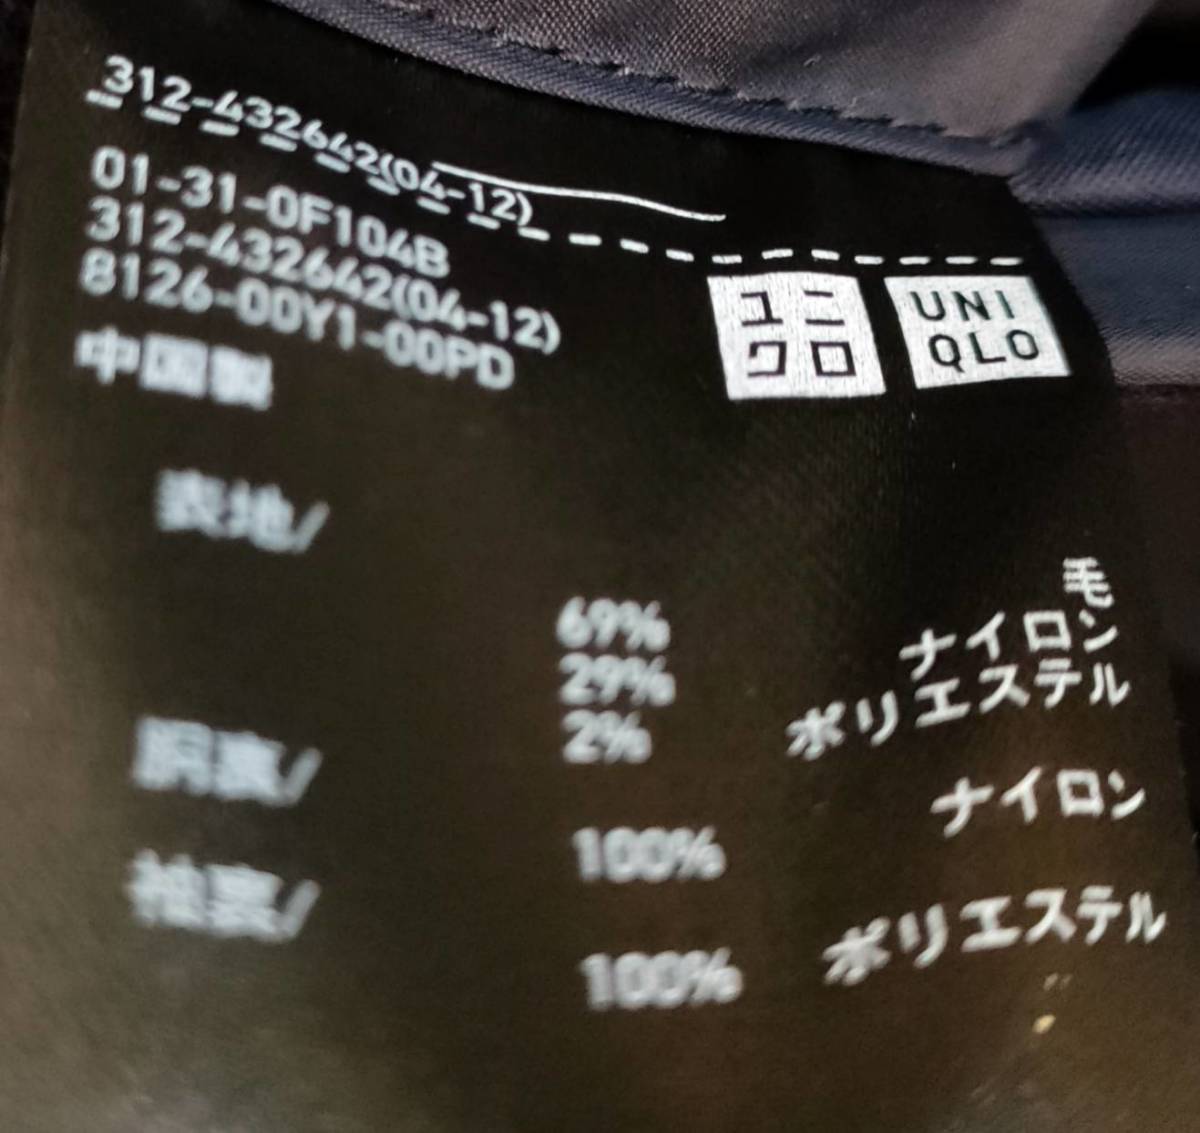 312-432642(04-12)
01-31-0F104B
312-432642(04-12)
8126-00Y1-00PD
中国製
ユニ
クロ
UNI
QLO
表地/
毛
69%
ナイロン
29%
ポリエステル
2%
胴裏/
ナイロン
100%
袖裏/
ポリエステル
100%